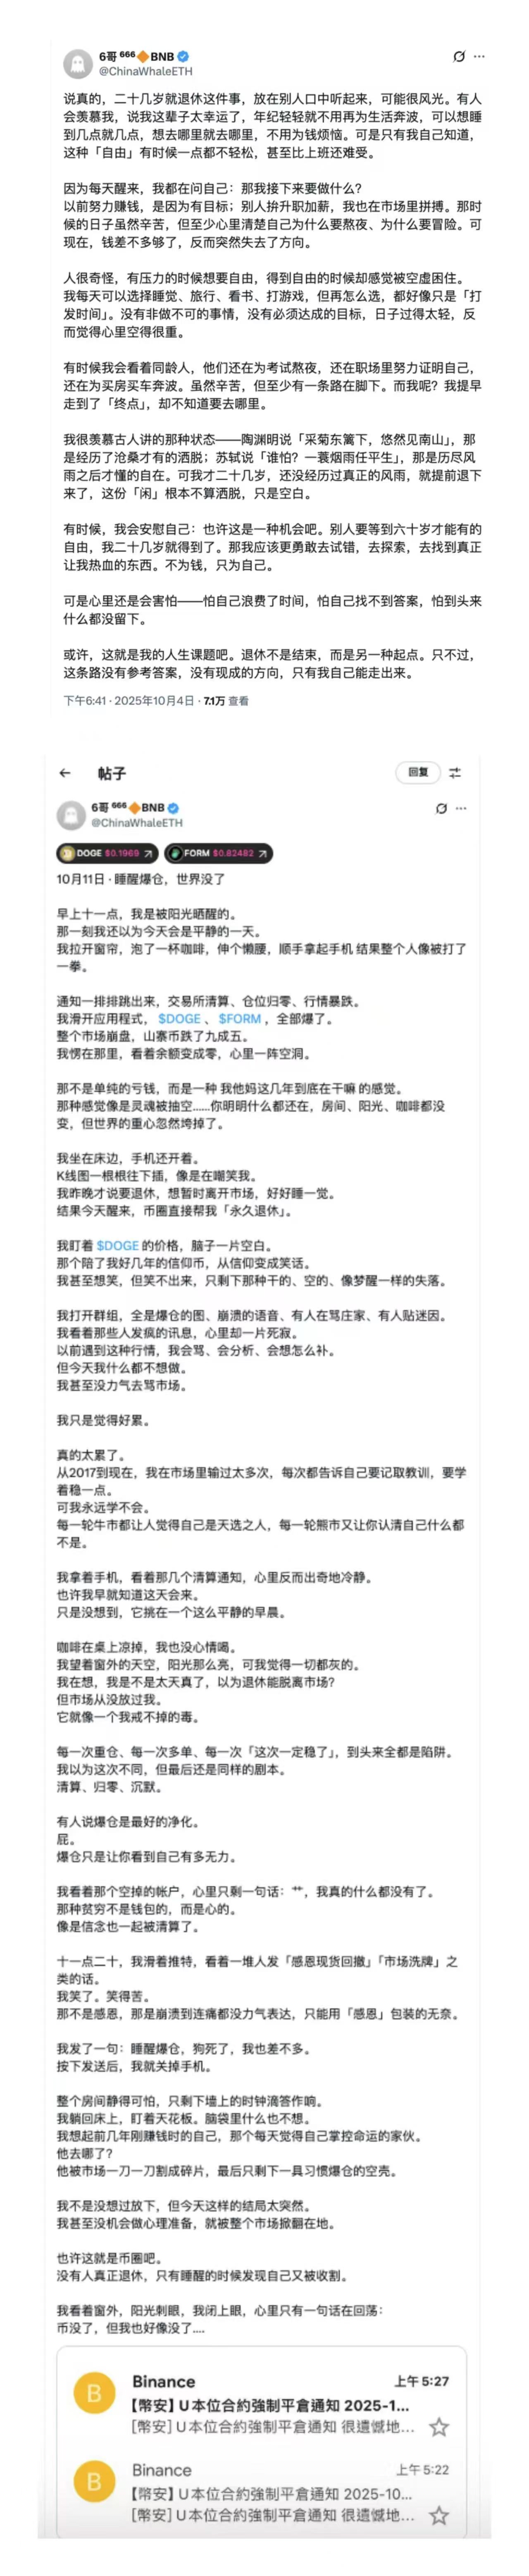 6哥 ⁶⁶⁶🔶BNB
@ChinaWhaleETH
说真的，二十几岁就退休这件事，放在别人口中听起来，可能很风光。有人
会羡慕我，说我这辈子太幸运了，年纪轻轻就不用再为生活奔波，可以想睡
到几点就几点，想去哪里就去哪里，不用为钱烦恼。可是只有我自己知道，
这种「自由」有时候一点都不轻松，甚至比上班还难受。
因为每天醒来，我都在问自己：那我接下来要做什么？
以前努力赚钱，是因为有目标；别人拚升职加薪，我也在市场里拼搏。那时
候的日子虽然辛苦，但至少心里清楚自己为什么要熬夜、为什么要冒险。可
现在，钱差不多够了，反而突然失去了方向。
人很奇怪，有压力的时候想要自由，得到自由的时候却感觉被空虚困住。
我每天可以选择睡觉、旅行、看书、打游戏，但再怎么选，都好像只是「打
发时间」。没有非做不可的事情，没有必须达成的目标，日子过得太轻，反
而觉得心里空得很重。
有时候我会看着同龄人，他们还在为考试熬夜，还在职场里努力证明自己，
还在为买房买车奔波。虽然辛苦，但至少有一条路在脚下。而我呢？我提早
走到了「终点」，却不知道要去哪里。
我很羡慕古人讲的那种状态——陶渊明说「采菊东篱下，悠然见南山」，那
是经历了沧桑才有的洒脱；苏轼说「谁怕？一蓑烟雨任平生」，那是历尽风
雨之后才懂的自在。可我才二十几岁，还没经历过真正的风雨，就提前退下
来了，这份「闲」根本不算洒脱，只是空白。
有时候，我会安慰自己：也许这是一种机会吧。别人要等到六十岁才能有的
自由，我二十几岁就得到了。那我应该更勇敢去试错，去探索，去找到真正
让我热血的东西。不为钱，只为自己。
可是心里还是会害怕——怕自己浪费了时间，怕自己找不到答案，怕到头来
什么都没留下。
或许，这就是我的人生课题吧。退休不是结束，而是另一种起点。只不过，
这条路没有参考答案，没有现成的方向，只有我自己能走出来。
下午6:41 · 2025年10月4日 · 7.1万 查看
帖子
回复
6哥 ⁶⁶⁶🔶BNB
@ChinaWhaleETH
DOGE $0.1969 FORM $0.82482
10月11日 · 睡醒爆仓，世界没了
早上十一点，我是被阳光晒醒的。
那一刻我还以为今天会是平静的一天。
我拉开窗帘，泡了一杯咖啡，伸个懒腰，顺手拿起手机 结果整个人像被打了
一拳。
通知一排排跳出来，交易所清算、仓位归零、行情暴跌。
我滑开应用程式， $DOGE 、 $FORM ，全部爆了。
整个市场崩盘，山寨币跌了九成五。
我愣在那里，看着余额变成零，心里一阵空洞。
那不是单纯的亏钱，而是一种 我他妈这几年到底在干嘛 的感觉。
那种感觉像是灵魂被抽空……你明明什么都还在，房间、阳光、咖啡都没
变，但世界的重心忽然垮掉了。
我坐在床边，手机还开着。
K线图一根根往下插，像是在嘲笑我。
我昨晚才说要退休，想暂时离开市场，好好睡一觉。
结果今天醒来，币圈直接帮我「永久退休」。
我盯着 $DOGE 的价格，脑子一片空白。
那个陪了我好几年的信仰币，从信仰变成笑话。
我甚至想笑，但笑不出来，只剩下那种干的、空的、像梦醒一样的失落。
我打开群组，全是爆仓的图、崩溃的语音、有人在骂庄家、有人贴迷因。
我看着那些人发疯的讯息，心里却一片死寂。
以前遇到这种行情，我会骂、会分析、会想怎么补。
但今天我什么都不想做。
我甚至没力气去骂市场。
我只是觉得好累。
真的太累了。
从2017到现在，我在市场里输过太多次，每次都告诉自己要记取教训，要学
着稳一点。
可我永远学不会。
每一轮牛市都让人觉得自己是天选之人，每一轮熊市又让你认清自己什么都
不是。
我拿着手机，看着那几个清算通知，心里反而出奇地冷静。
也许我早就知道这天会来。
只是没想到，它挑在一个这么平静的早晨。
咖啡在桌上凉掉，我也没心情喝。
我望着窗外的天空，阳光那么亮，可我觉得一切都灰的。
我在想，我是不是太天真了，以为退休能脱离市场？
但市场从没放过我。
它就像一个我戒不掉的毒。
每一次重仓、每一次多单、每一次「这次一定稳了」，到头来全都是陷阱。
我以为这次不同，但最后还是同样的剧本。
清算、归零、沉默。
有人说爆仓是最好的净化。
屁。
爆仓只是让你看到自己有多无力。
我看着那个空掉的帐户，心里只剩一句话：艹，我真的什么都没有了。
那种贫穷不是钱包的，而是心的。
像是信念也一起被清算了。
十一点二十，我滑着推特，看着一堆人发「感恩现货回撤」「市场洗牌」之
类的话。
我笑了。笑得苦。
那不是感恩，那是崩溃到连痛都没力气表达，只能用「感恩」包装的无奈。
我发了一句：睡醒爆仓，狗死了，我也差不多。
按下发送后，我就关掉手机。
整个房间静得可怕，只剩下墙上的时钟滴答作响。
我躺回床上，盯着天花板。脑袋里什么也不想。
我想起前几年刚赚钱时的自己，那个每天觉得自己掌控命运的家伙。
他去哪了？
他被市场一刀一刀割成碎片，最后只剩下一具习惯爆仓的空壳。
我不是没想过放下，但今天这样的结局太突然。
我甚至没机会做心理准备，就被整个市场掀翻在地。
也许这就是币圈吧。
没有人真正退休，只有睡醒的时候发现自己又被收割。
我看着窗外，阳光刺眼，我闭上眼，心里只有一句话在回荡：
币没了，但我也好像没了....
B
Binance 上午 5:27
【幣安】U本位合約強制平倉通知 2025-1...
[幣安] U本位合約強制平倉通知 很遺憾地...
B
Binance 上午 5:22
【幣安】U本位合約強制平倉通知 2025-10...
[幣安] U本位合約強制平倉通知 很遺憾地...